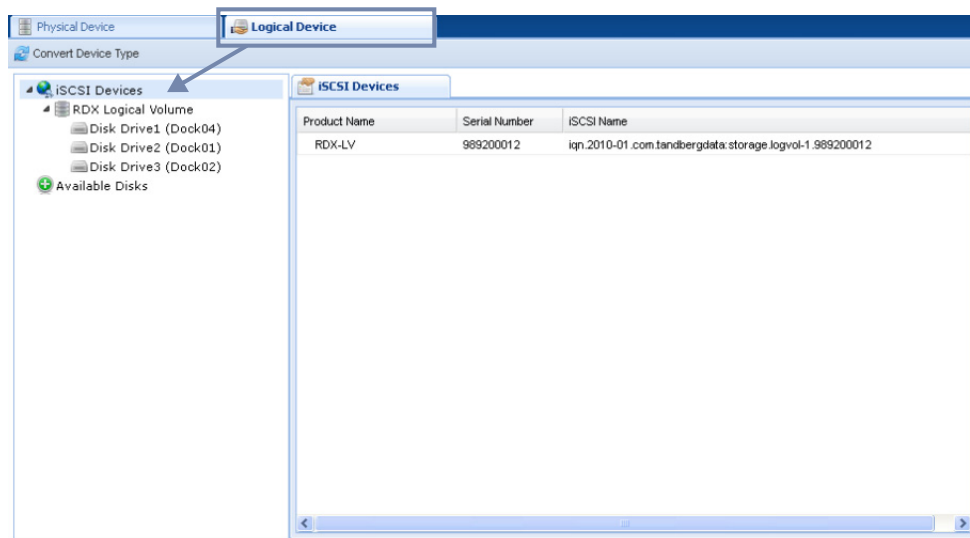 Physical Device
Logical Device
Convert Device Type
iSCSI Devices
RDX Logical Volume
Disk Drive1 (Dock04)
Disk Drive2 (Dock01)
Disk Drive3 (Dock02)
Available Disks
iSCSI Devices
Product Name Serial Number iSCSI Name
RDX-LV 989200012 iqn.2010-01.com.tandbergdata:storage.logvol-1.989200012